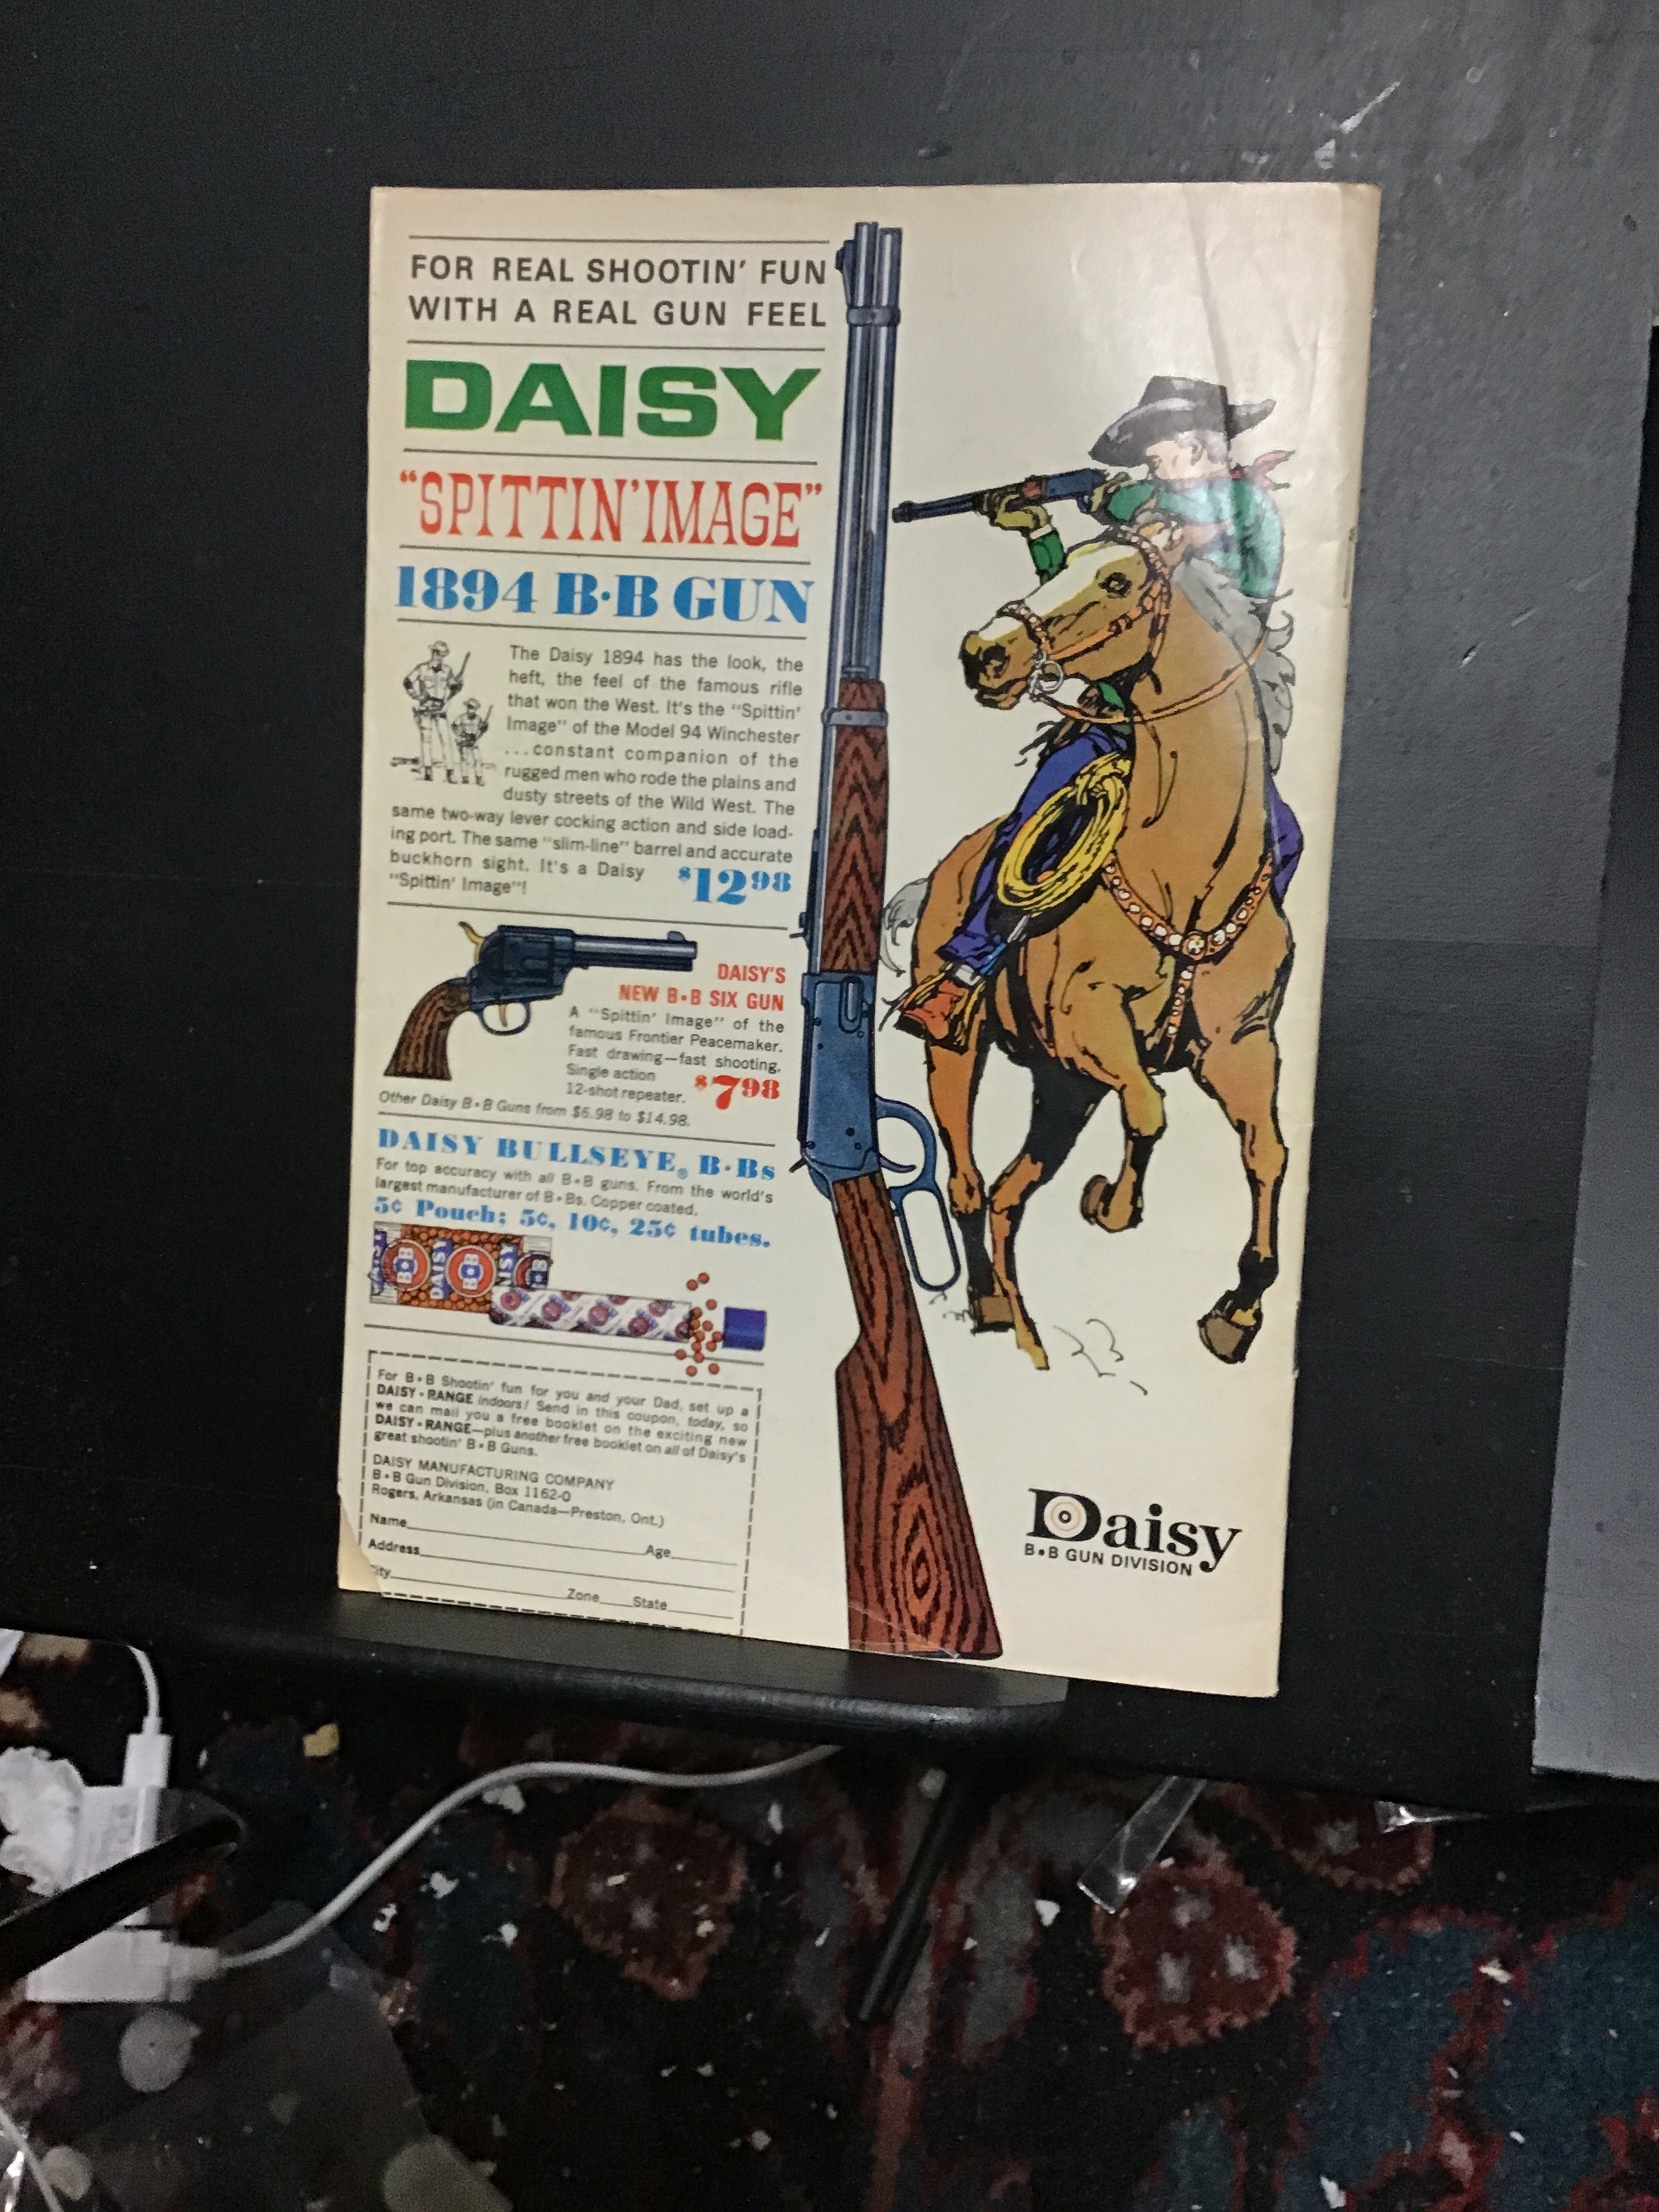 FOR REAL SHOOTIN' FUN
WITH A REAL GUN FEEL
DAISY
"SPITTIN' IMAGE"
1894 B•B GUN
The Daisy 1894 has the look, the
heft, the feel of the famous rifle
that won the West. It's the "Spittin'
Image" of the Model 94 Winchester
...constant companion of the
rugged men who rode the plains and
dusty streets of the Wild West. The
same two-way lever cocking action and side load-
ing port. The same "slim-line" barrel and accurate
buckhorn sight. It's a Daisy
"Spittin' Image"!
$12 98
DAISY'S
NEW B•B SIX GUN
A "Spittin' Image" of the
famous Frontier Peacemaker.
Fast drawing—fast shooting.
Single action
12-shot repeater.
$7 98
Other Daisy B•B Guns from $6.98 to $14.98.
DAISY BULLSEYE® B•Bs
For top accuracy with all B•B guns. From the world's
largest manufacturer of B•Bs. Copper coated.
5¢ Pouch; 5¢, 10¢, 25¢ tubes.
DAISY
BB
DAISY
BB
DAISY
For B•B Shootin' fun for you and your Dad, set up a
DAISY•RANGE indoors! Send in this coupon, today, so
we can mail you a free booklet on the exciting new
DAISY•RANGE—plus another free booklet on all of Daisy's
great shootin' B•B Guns.
DAISY MANUFACTURING COMPANY
B•B Gun Division, Box 1162-O
Rogers, Arkansas (in Canada—Preston, Ont.)
Name Age
Address
City Zone State
Daisy
B•B GUN DIVISION